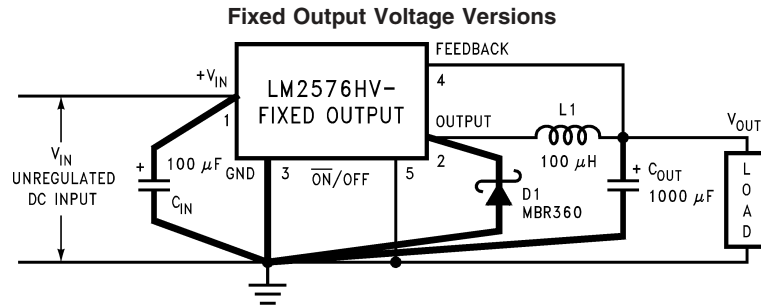 Fixed Output Voltage Versions
FEEDBACK
+V_IN
LM2576HV-
FIXED OUTPUT
4
L1
OUTPUT
V_OUT
1
2
100 μH
V_IN
UNREGULATED
DC INPUT
+ 100 μF
C_IN
GND
3
ON/OFF
5
D1
MBR360
+ C_OUT
1000 μF
L
O
A
D